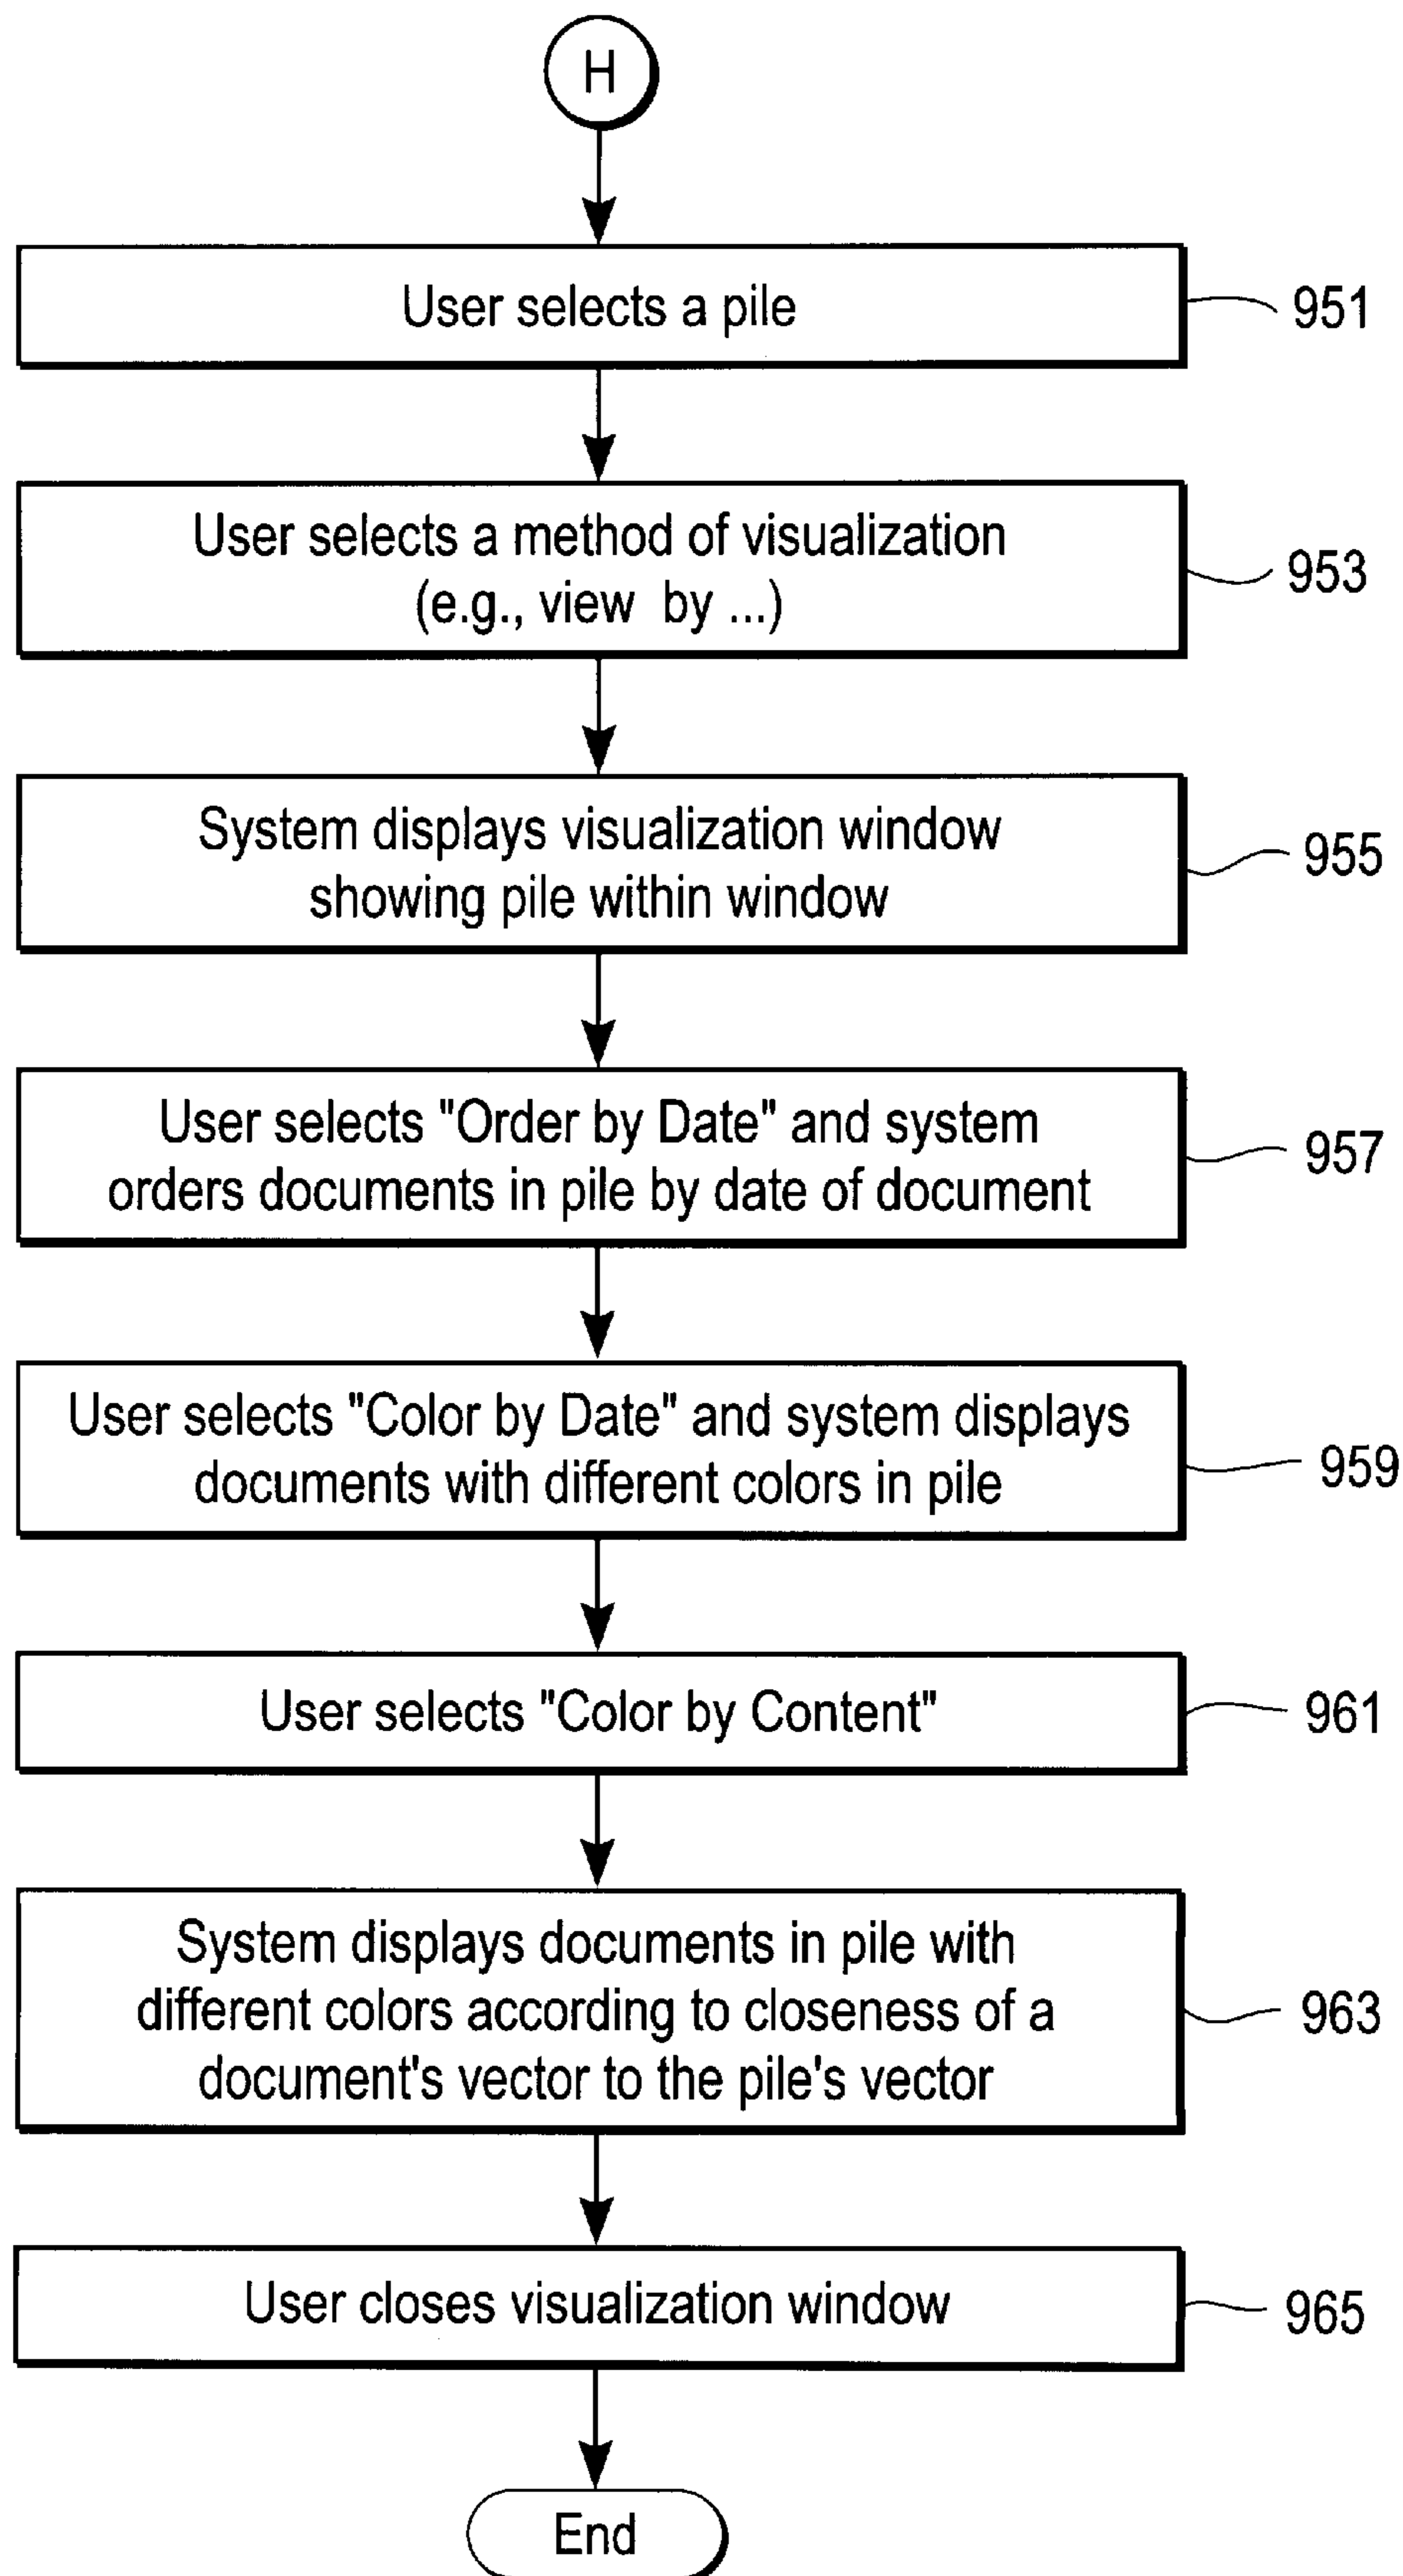 H
User selects a pile
951
User selects a method of visualization
(e.g., view by ...)
953
System displays visualization window
showing pile within window
955
User selects "Order by Date" and system
orders documents in pile by date of document
957
User selects "Color by Date" and system displays
documents with different colors in pile
959
User selects "Color by Content"
961
System displays documents in pile with
different colors according to closeness of a
document's vector to the pile's vector
963
User closes visualization window
965
End